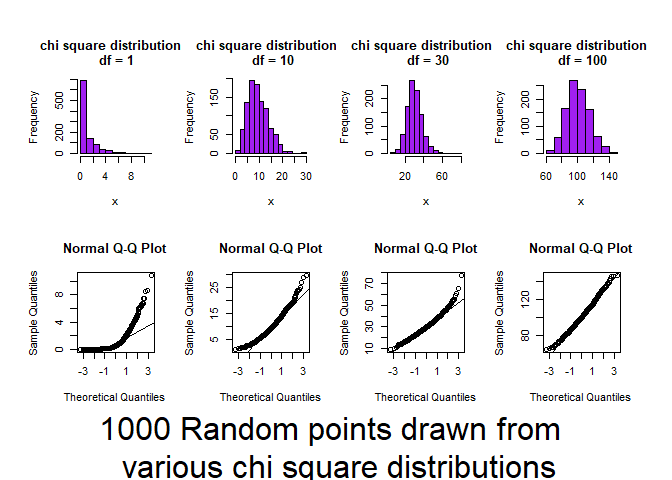 chi square distribution
df = 1
chi square distribution
df = 10
chi square distribution
df = 30
chi square distribution
df = 100
Frequency
0 200 500
0 4 8
x
Frequency
0 50 150
0 10 20 30
x
Frequency
0 100 200
20 60
x
Frequency
0 100 200
60 100 140
x
Normal Q-Q Plot
Normal Q-Q Plot
Normal Q-Q Plot
Normal Q-Q Plot
Sample Quantiles
0 4 8
-3 -1 1 3
Theoretical Quantiles
Sample Quantiles
5 15 25
-3 -1 1 3
Theoretical Quantiles
Sample Quantiles
10 30 50 70 80
-3 -1 1 3
Theoretical Quantiles
Sample Quantiles
80 120
-3 -1 1 3
Theoretical Quantiles
1000 Random points drawn from
various chi square distributions